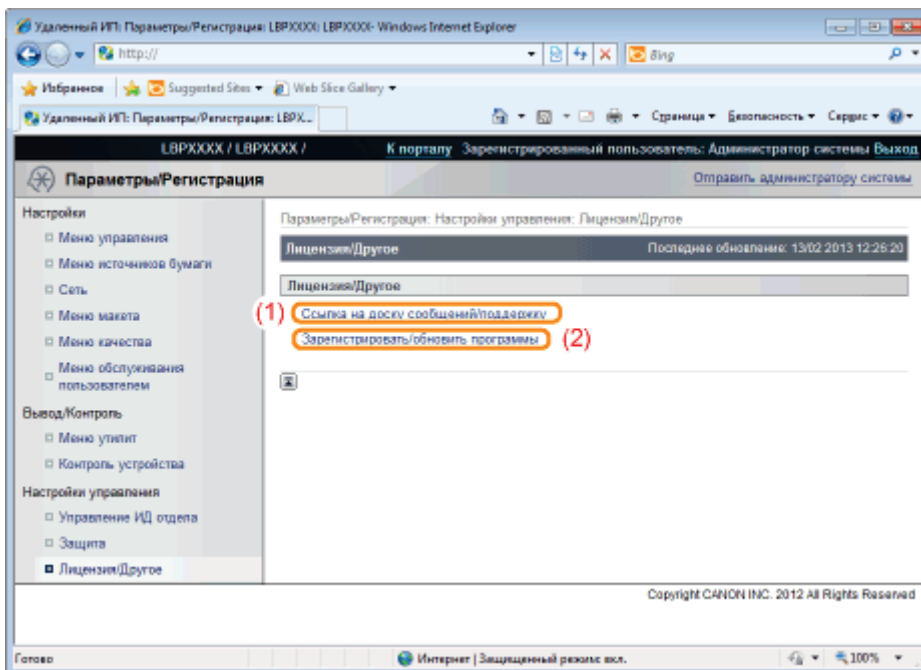 Удаленный ИП: Параметры/Регистрация: LBPXXXX: LBPXXXX- Windows Internet Explorer
http://
Bing
Избранное Suggested Sites Web Slice Gallery
Удаленный ИП: Параметры/Регистрация: LBPX... Страница Безопасность Сервис
LBPXXXX / LBPXXXX / К порталу Зарегистрированный пользователь: Администратор системы Выход
Параметры/Регистрация Отправить администратору системы
Настройки
Меню управления
Меню источников бумаги
Сеть
Меню макета
Меню качества
Меню обслуживания
пользователем
Вывод/Контроль
Меню утилит
Контроль устройства
Настройки управления
Управление ИД отдела
Защита
Лицензия/Другое
Параметры/Регистрация: Настройки управления: Лицензия/Другое
Лицензия/Другое Последнее обновление: 13/02 2013 12:26:20
Лицензия/Другое
(1) Ссылка на доску сообщений/поддержку
Зарегистрировать/обновить программы (2)
Copyright CANON INC. 2012 All Rights Reserved
Готово Интернет | Защищенный режим: вкл. 100%